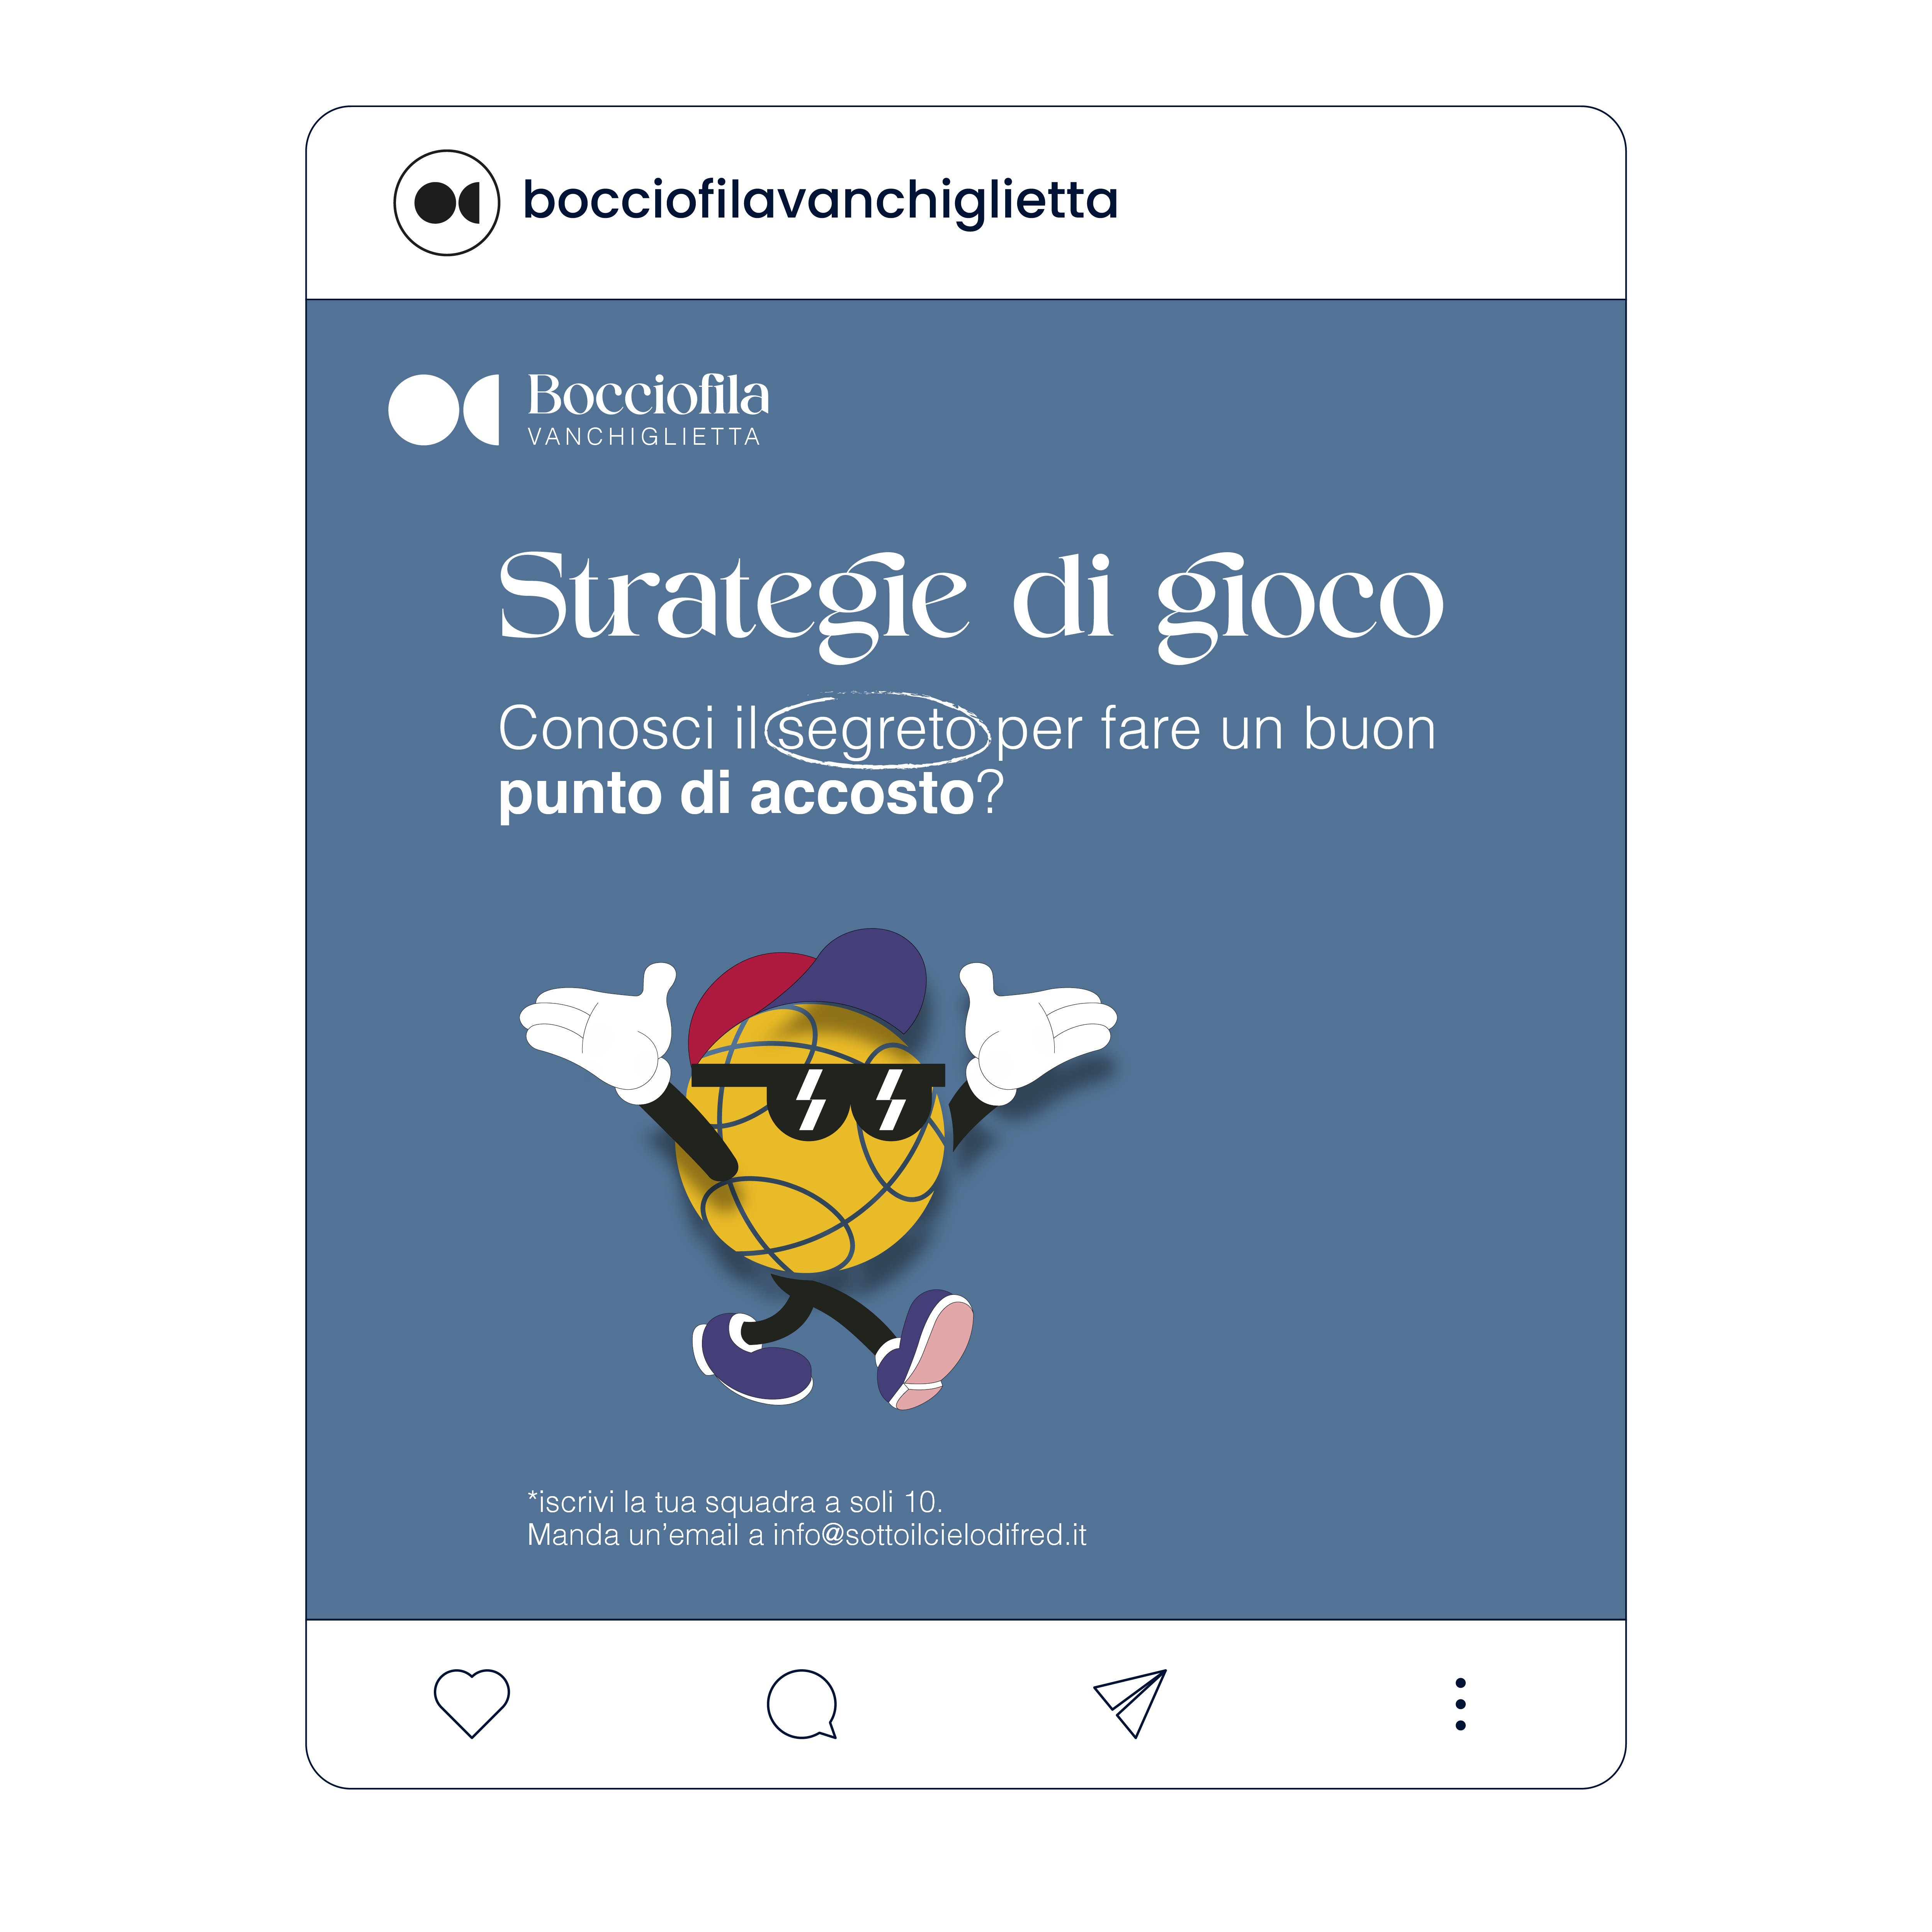 bocciofilavanchiglietta
Bocciofila
VANCHIGLIETTA
Strategie di gioco
Conosci il segreto per fare un buon
punto di accosto?
*iscrivi la tua squadra a soli 10.
Manda un’email a info@sottoilcielodifred.it